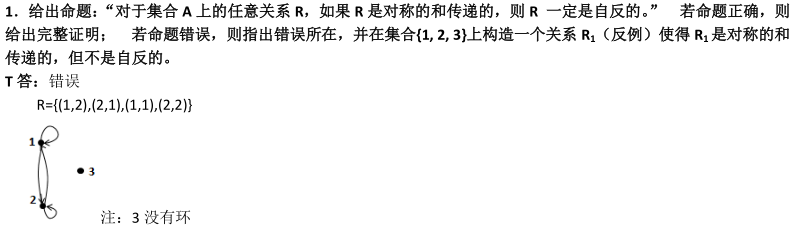 1．给出命题：“对于集合 A 上的任意关系 R，如果 R 是对称的和传递的，则 R 一定是自反的。” 若命题正确，则
给出完整证明； 若命题错误，则指出错误所在，并在集合{1, 2, 3}上构造一个关系 R1（反例）使得 R1 是对称的和
传递的，但不是自反的。
T 答：错误
R={(1,2),(2,1),(1,1),(2,2)}
1
3
2
注：3 没有环